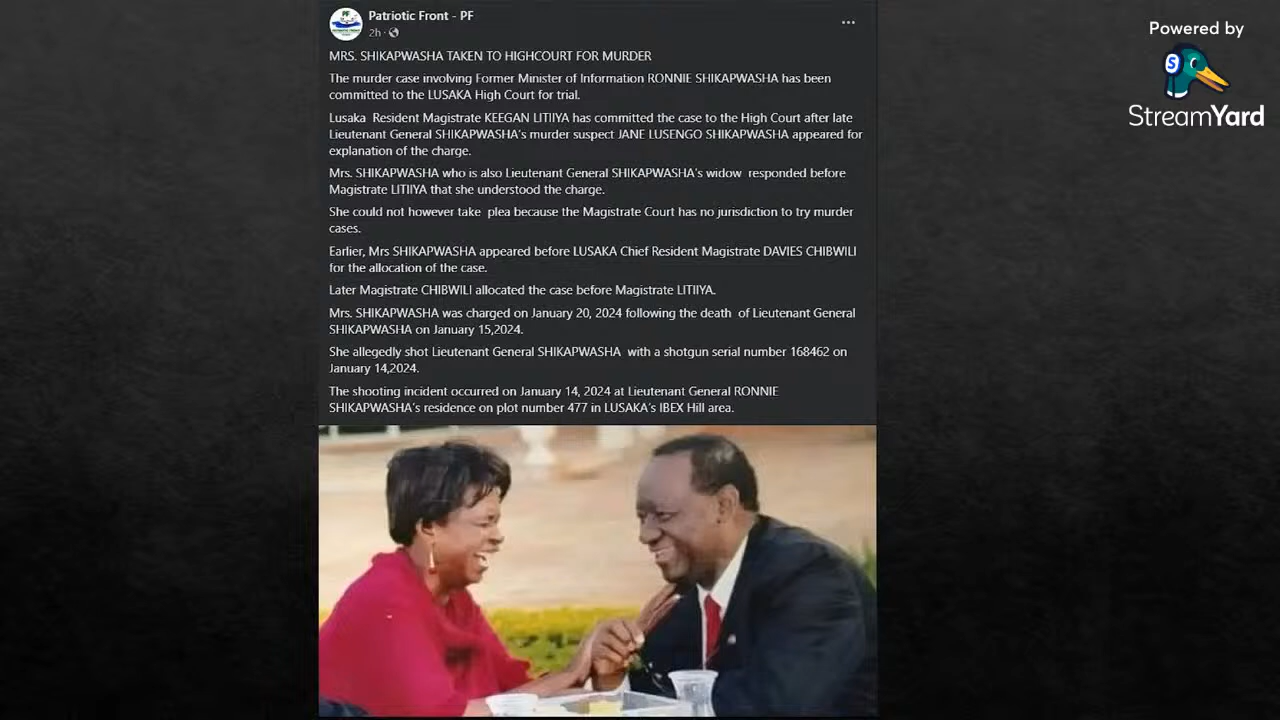 Patriotic Front - PF
2h ·
MRS. SHIKAPWASHA TAKEN TO HIGHCOURT FOR MURDER
The murder case involving Former Minister of Information RONNIE SHIKAPWASHA has been
committed to the LUSAKA High Court for trial.
Lusaka Resident Magistrate KEEGAN LITIIYA has committed the case to the High Court after late
Lieutenant General SHIKAPWASHA's murder suspect JANE LUSENGO SHIKAPWASHA appeared for
explanation of the charge.
Mrs. SHIKAPWASHA who is also Lieutenant General SHIKAPWASHA's widow responded before
Magistrate LITIIYA that she understood the charge.
She could not however take plea because the Magistrate Court has no jurisdiction to try murder
cases.
Earlier, Mrs SHIKAPWASHA appeared before LUSAKA Chief Resident Magistrate DAVIES CHIBWILI
for the allocation of the case.
Later Magistrate CHIBWILI allocated the case before Magistrate LITIIYA.
Mrs. SHIKAPWASHA was charged on January 20, 2024 following the death of Lieutenant General
SHIKAPWASHA on January 15,2024.
She allegedly shot Lieutenant General SHIKAPWASHA with a shotgun serial number 168462 on
January 14,2024.
The shooting incident occurred on January 14, 2024 at Lieutenant General RONNIE
SHIKAPWASHA's residence on plot number 477 in LUSAKA's IBEX Hill area.
Powered by
S
StreamYard
PF